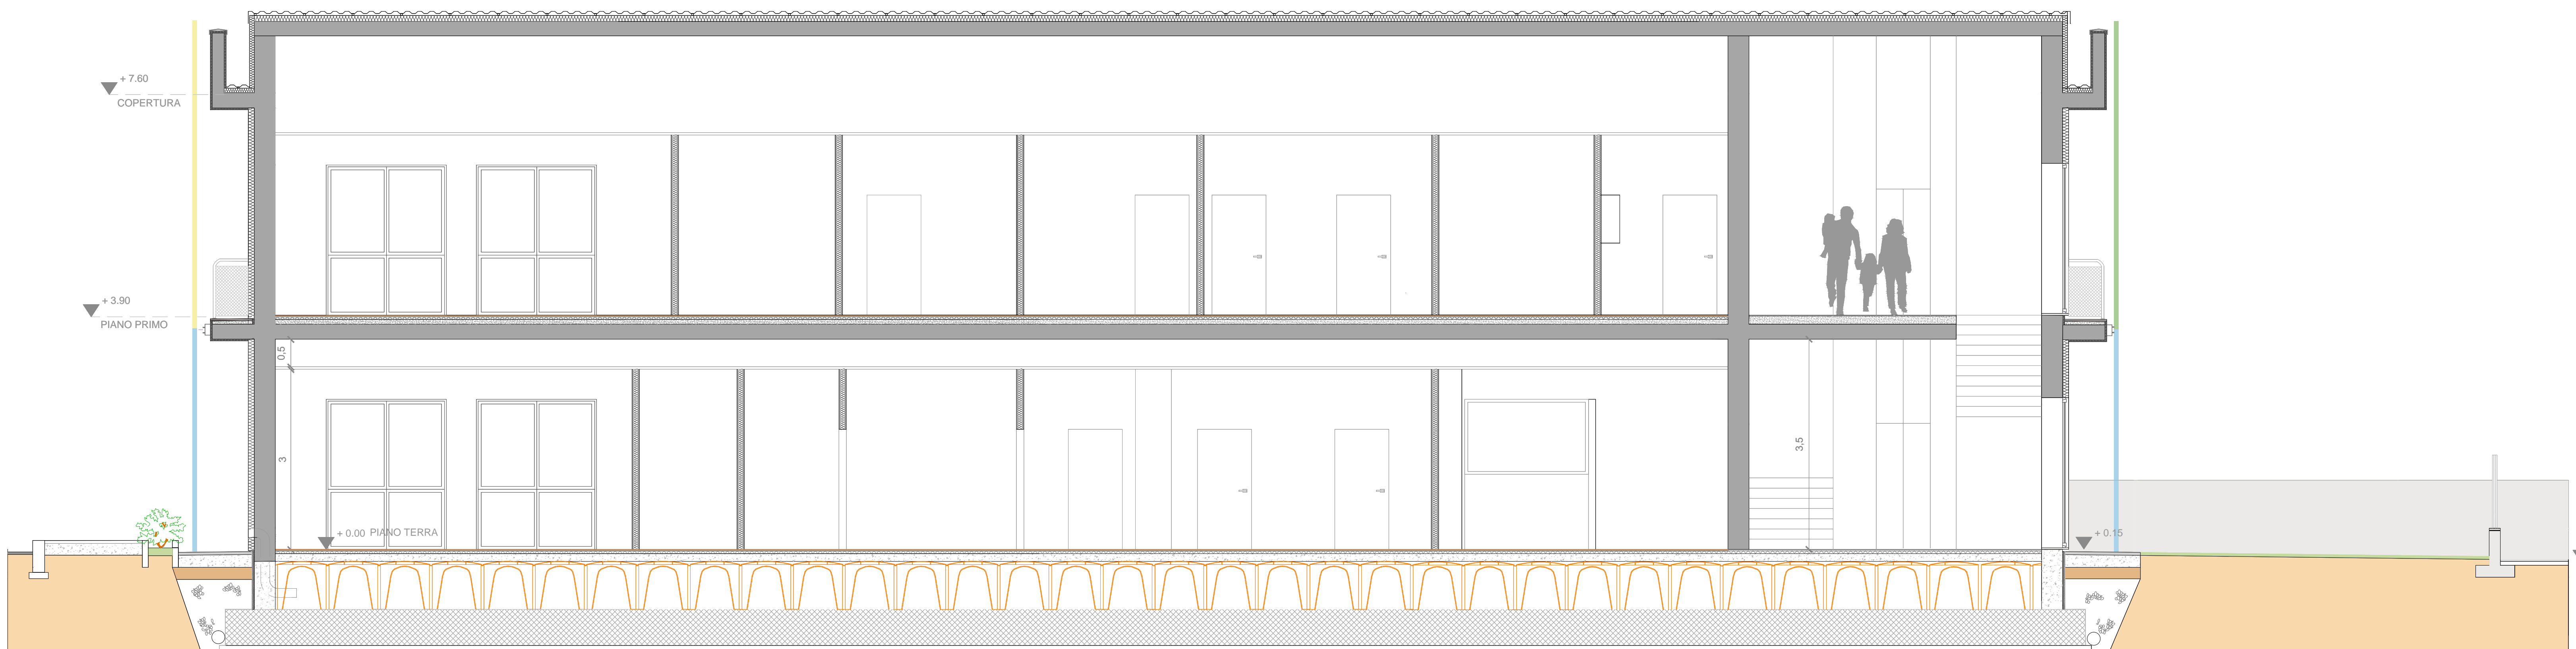 + 7.60
COPERTURA
+ 3.90
PIANO PRIMO
0,5
3
3,5
+ 0.00 PIANO TERRA
+ 0.15